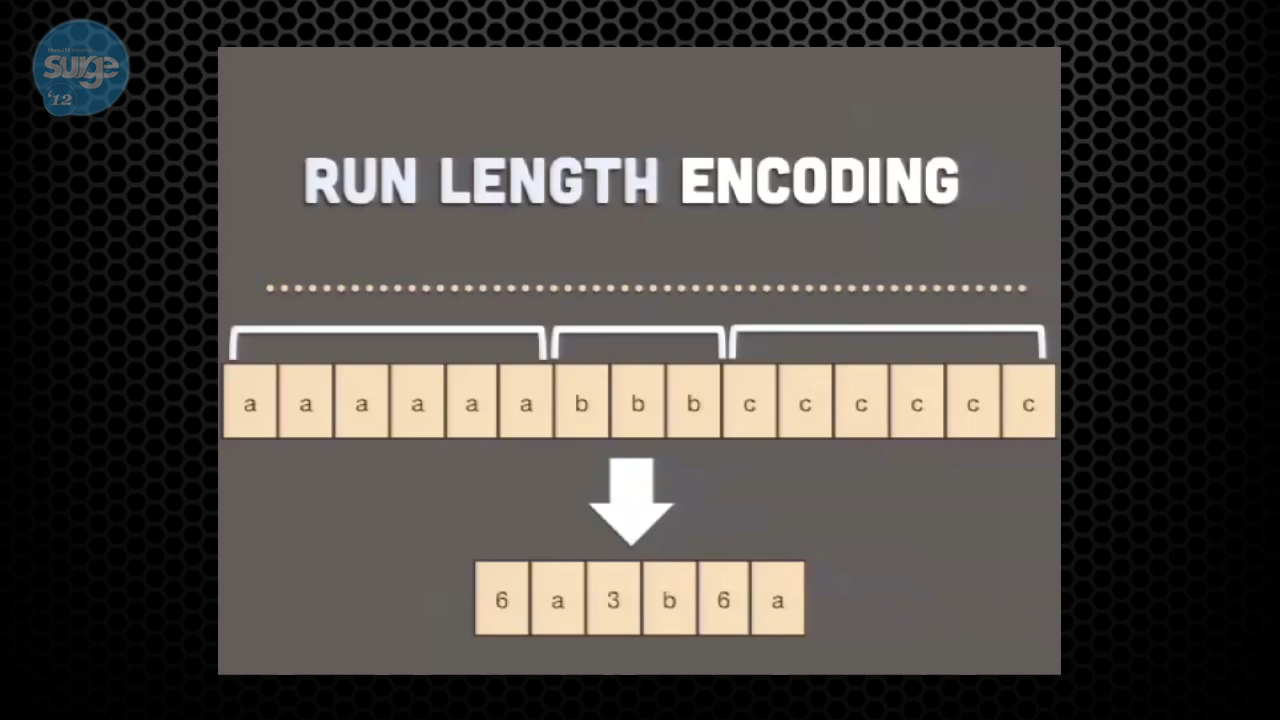 surge
'12
RUN LENGTH ENCODING
a a a a a a b b b c c c c c c
6 a 3 b 6 a